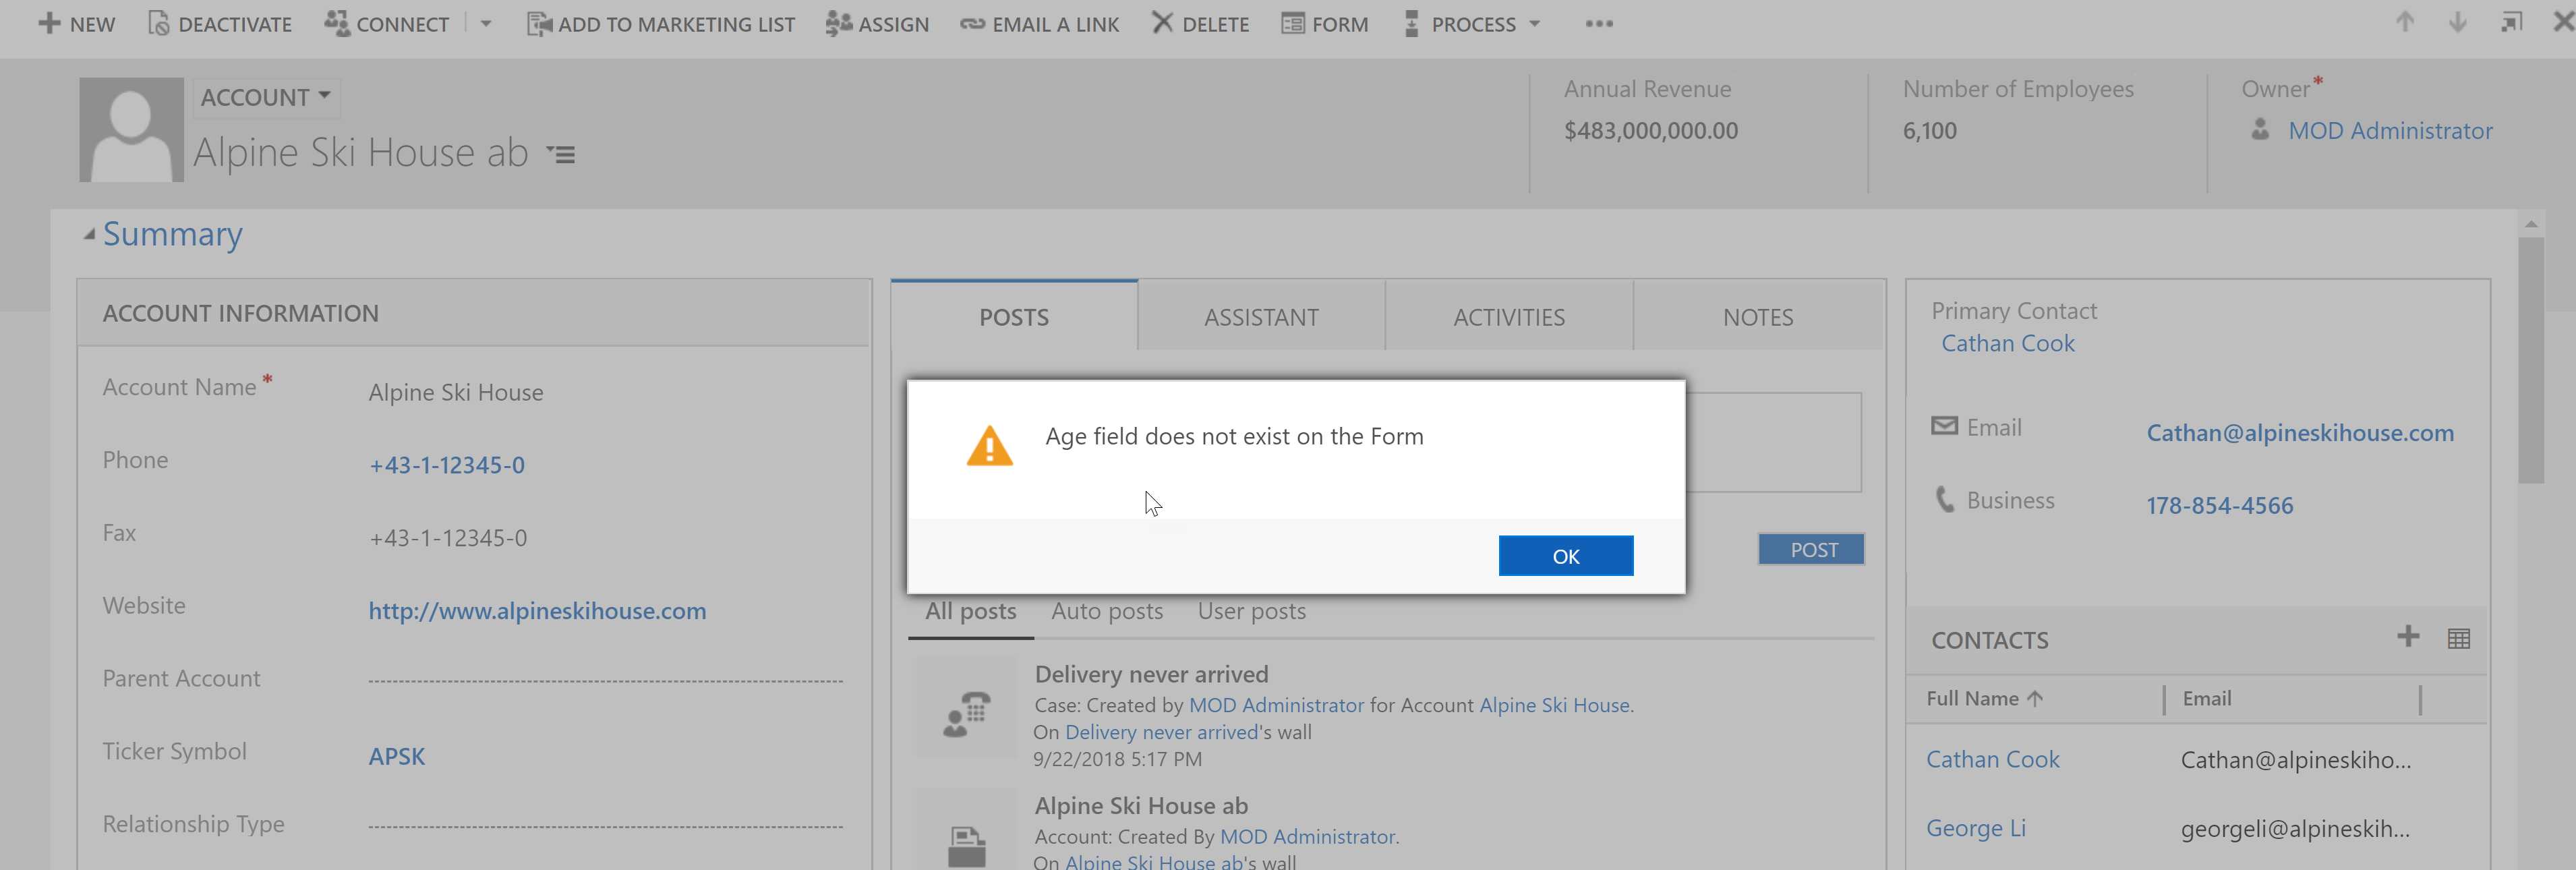 NEW DEACTIVATE CONNECT ADD TO MARKETING LIST ASSIGN EMAIL A LINK DELETE FORM PROCESS
ACCOUNT
Alpine Ski House ab
Annual Revenue
$483,000,000.00
Number of Employees
6,100
Owner*
MOD Administrator
Summary
ACCOUNT INFORMATION
Account Name* Alpine Ski House
Phone +43-1-12345-0
Fax +43-1-12345-0
Website http://www.alpineskihouse.com
Parent Account
Ticker Symbol APSK
Relationship Type
POSTS ASSISTANT ACTIVITIES NOTES
Age field does not exist on the Form
OK
POST
All posts Auto posts User posts
Delivery never arrived
Case: Created by MOD Administrator for Account Alpine Ski House.
On Delivery never arrived's wall
9/22/2018 5:17 PM
Alpine Ski House ab
Account: Created By MOD Administrator.
On Alpine Ski House ab's wall
Primary Contact
Cathan Cook
Email Cathan@alpineskihouse.com
Business 178-854-4566
CONTACTS
Full Name Email
Cathan Cook Cathan@alpineskiho...
George Li georgeli@alpineskih...